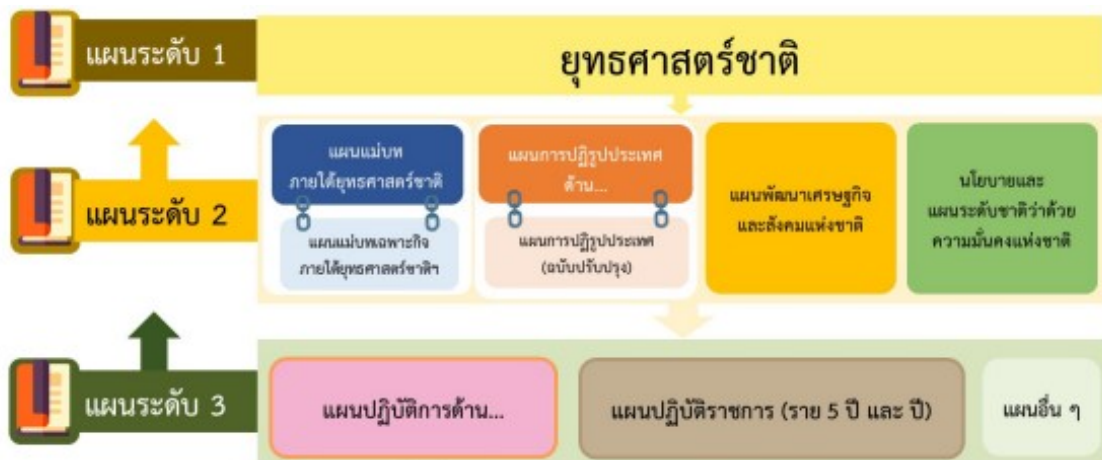 แผนระดับ 1
ยุทธศาสตร์ชาติ
แผนระดับ 2
แผนแม่บท
ภายใต้ยุทธศาสตร์ชาติ
แผนแม่บทเฉพาะกิจ
ภายใต้ยุทธศาสตร์ชาติฯ
แผนการปฏิรูปประเทศ
ด้าน...
แผนการปฏิรูปประเทศ
(ฉบับปรับปรุง)
แผนพัฒนาเศรษฐกิจ
และสังคมแห่งชาติ
นโยบายและ
แผนระดับชาติว่าด้วย
ความมั่นคงแห่งชาติ
แผนระดับ 3
แผนปฏิบัติการด้าน...
แผนปฏิบัติราชการ (ราย 5 ปี และ ปี)
แผนอื่น ๆ